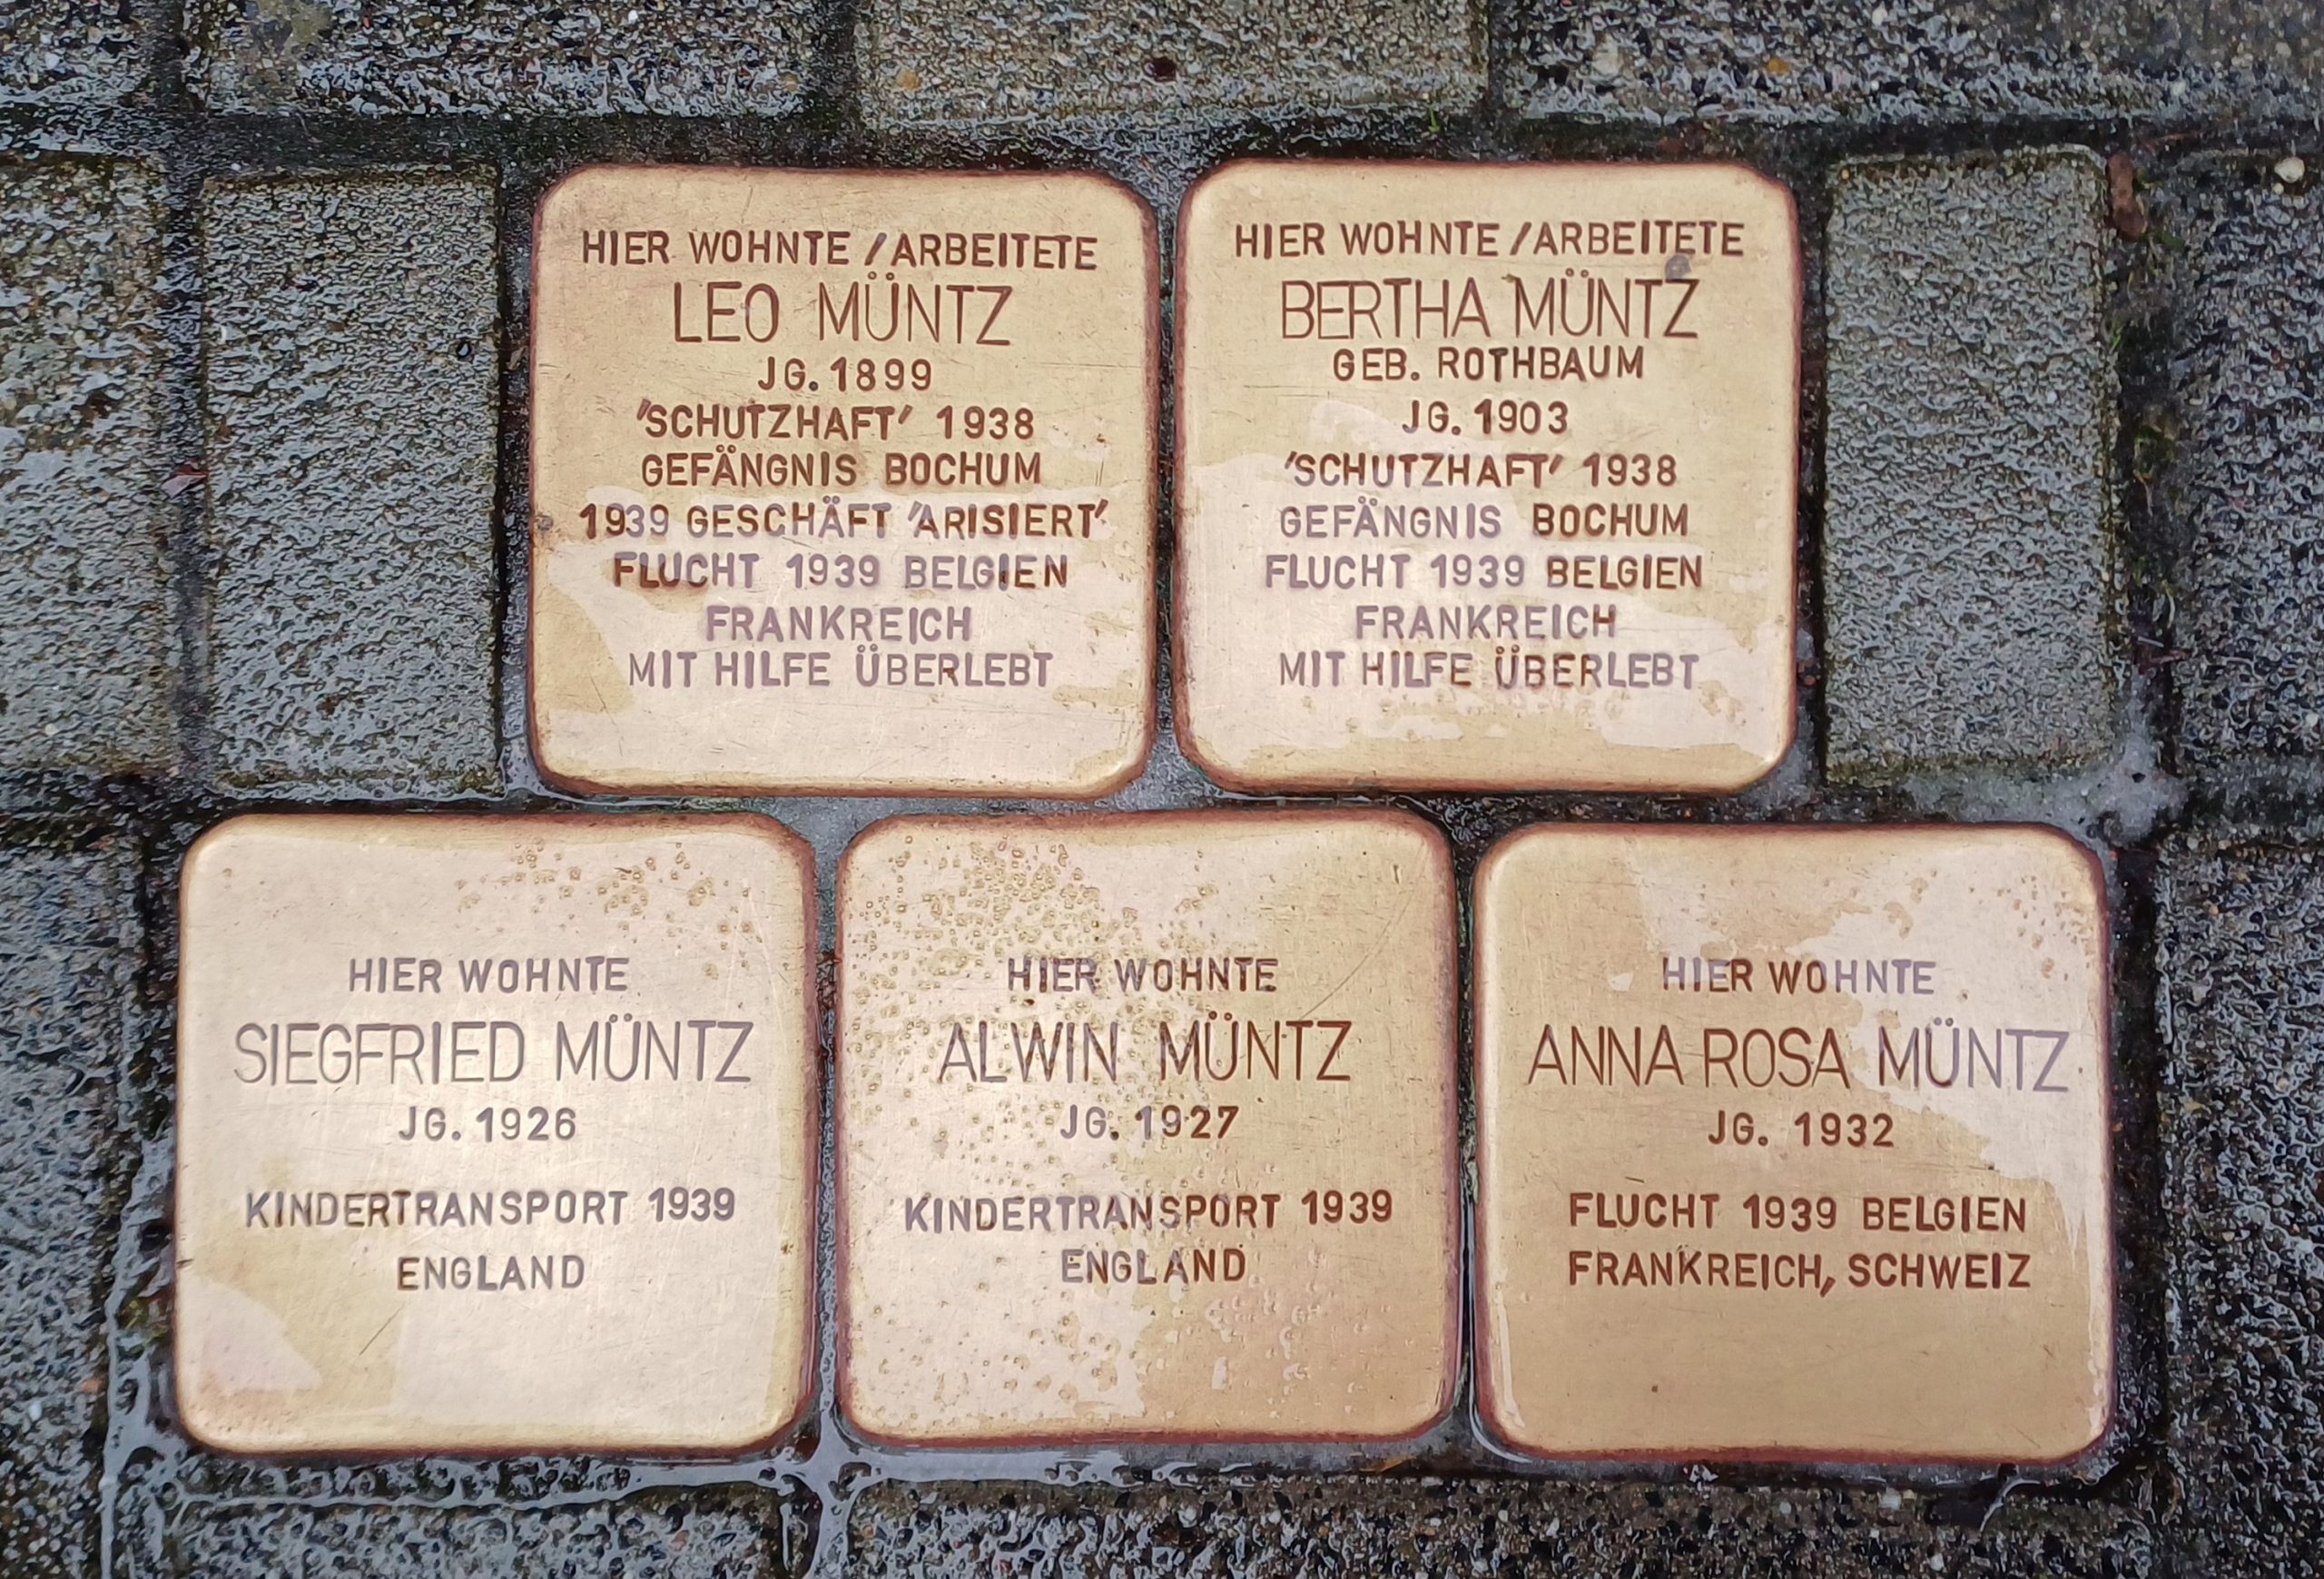 HIER WOHNTE / ARBEITETE
LEO MÜNTZ
JG. 1899
'SCHUTZHAFT' 1938
GEFÄNGNIS BOCHUM
1939 GESCHÄFT 'ARISIERT'
FLUCHT 1939 BELGIEN
FRANKREICH
MIT HILFE ÜBERLEBT
HIER WOHNTE / ARBEITETE
BERTHA MÜNTZ
GEB. ROTHBAUM
JG. 1903
'SCHUTZHAFT' 1938
GEFÄNGNIS BOCHUM
FLUCHT 1939 BELGIEN
FRANKREICH
MIT HILFE ÜBERLEBT
HIER WOHNTE
SIEGFRIED MÜNTZ
JG. 1926
KINDERTRANSPORT 1939
ENGLAND
HIER WOHNTE
ALWIN MÜNTZ
JG. 1927
KINDERTRANSPORT 1939
ENGLAND
HIER WOHNTE
ANNA ROSA MÜNTZ
JG. 1932
FLUCHT 1939 BELGIEN
FRANKREICH, SCHWEIZ